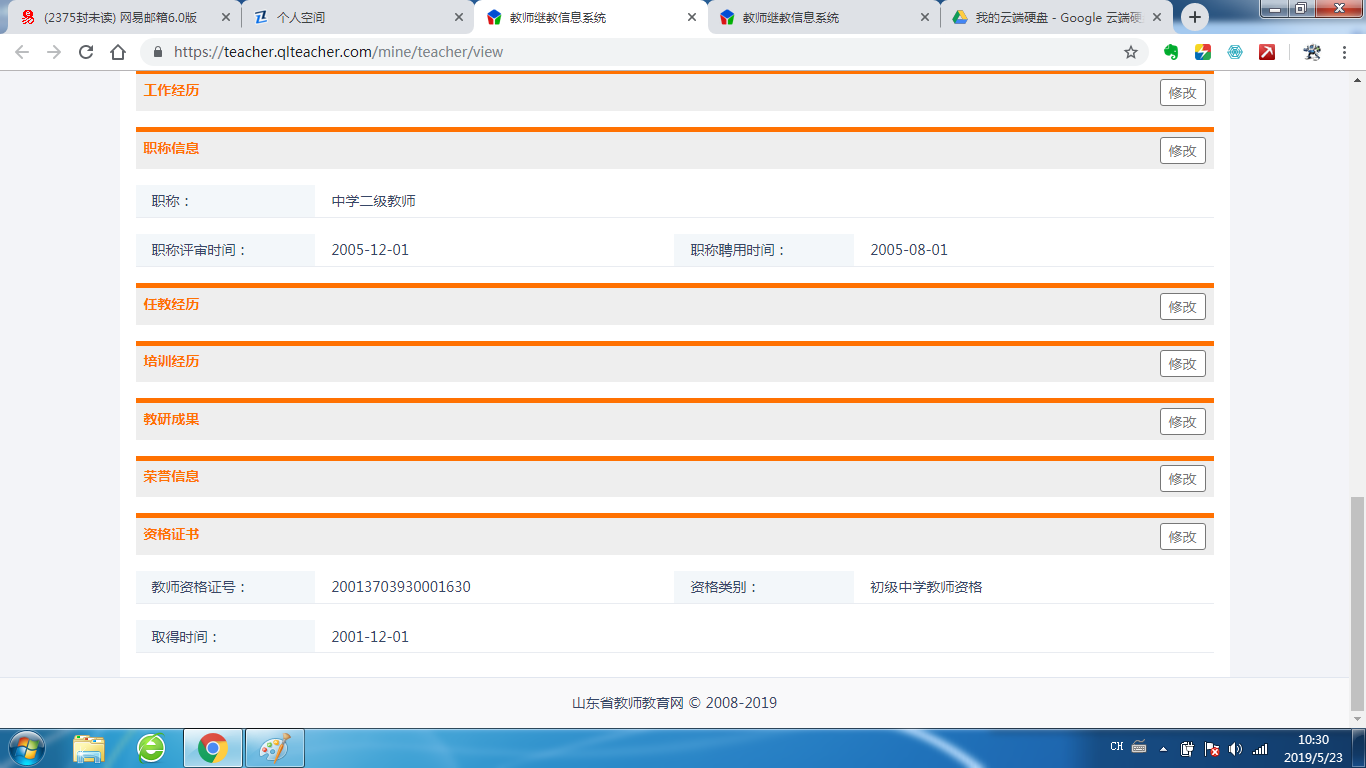 (2375封未读) 网易邮箱6.0版
个人空间
教师继教信息系统
教师继教信息系统
我的云端硬盘 - Google 云端硬
https://teacher.qlteacher.com/mine/teacher/view
工作经历 修改
职称信息 修改
职称： 中学二级教师
职称评审时间： 2005-12-01 职称聘用时间： 2005-08-01
任教经历 修改
培训经历 修改
教研成果 修改
荣誉信息 修改
资格证书 修改
教师资格证号： 20013703930001630 资格类别： 初级中学教师资格
取得时间： 2001-12-01
山东省教师教育网 © 2008-2019
CH 10:30
2019/5/23